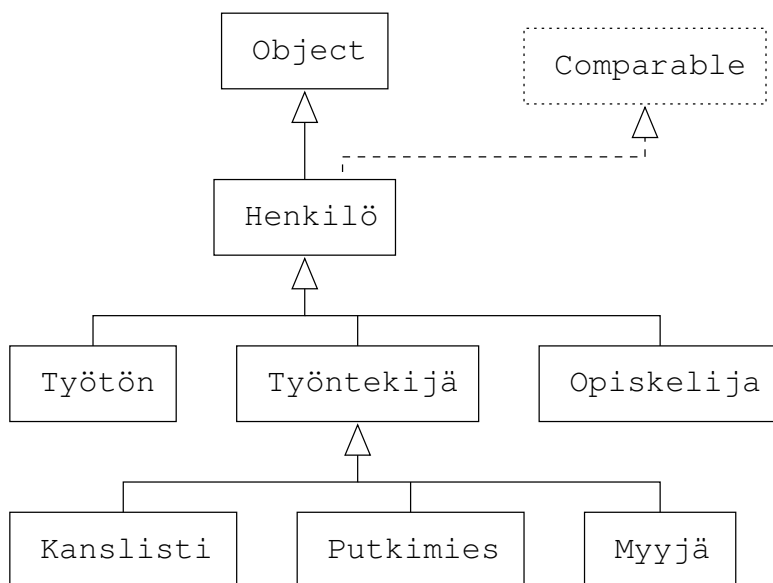 Object
Comparable
Henkilö
Työtön
Työntekijä
Opiskelija
Kanslisti
Putkimies
Myyjä